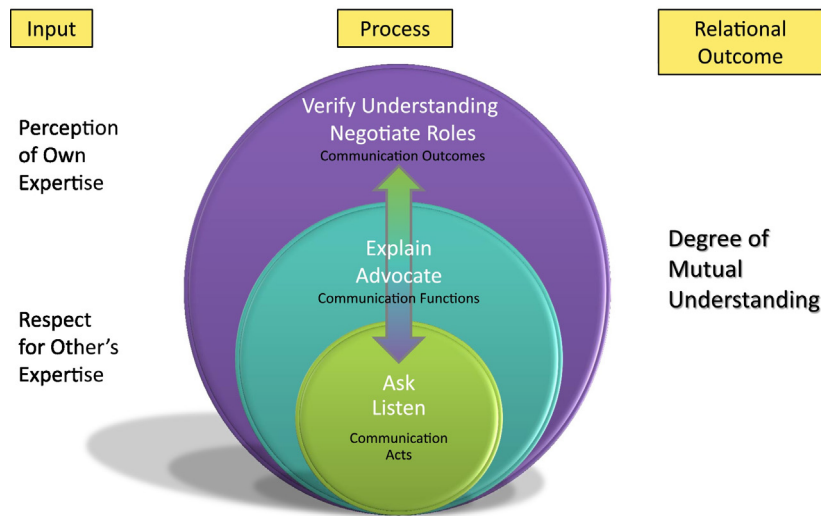 Input
Process
Relational
Outcome
Perception
of Own
Expertise
Respect
for Other's
Expertise
Verify Understanding
Negotiate Roles
Communication Outcomes
Explain
Advocate
Communication Functions
Ask
Listen
Communication
Acts
Degree of
Mutual
Understanding